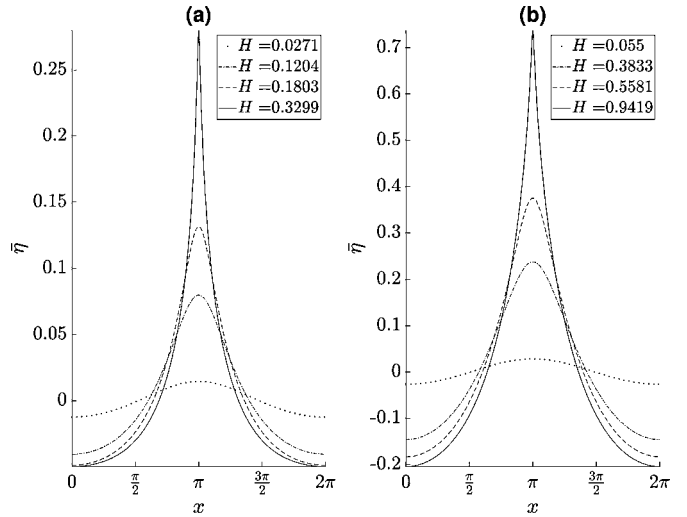 (a)
H =0.0271
H =0.1204
H =0.1803
H =0.3299
0.25
0.2
0.15
0.1
0.05
0
η̄
0 π/2 π 3π/2 2π
x
(b)
H =0.055
H =0.3833
H =0.5581
H =0.9419
0.7
0.6
0.5
0.4
0.3
0.2
0.1
0
-0.1
-0.2
η̄
0 π/2 π 3π/2 2π
x